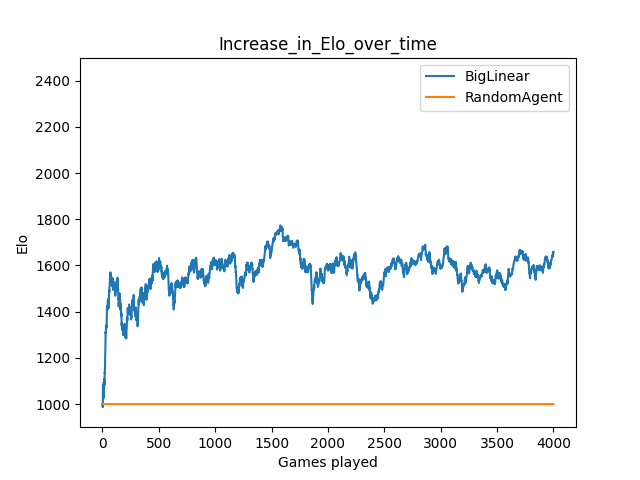 Increase_in_Elo_over_time
BigLinear
RandomAgent
2400
2200
2000
1800
1600
1400
1200
1000
Elo
0 500 1000 1500 2000 2500 3000 3500 4000
Games played